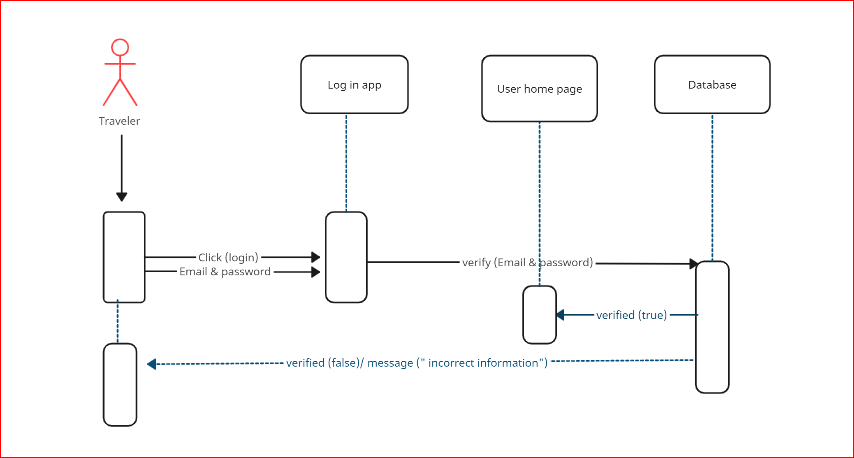 Traveler
Log in app
User home page
Database
Click (login)
Email & password
verify (Email & password)
verified (true)
verified (false)/ message (" incorrect information")